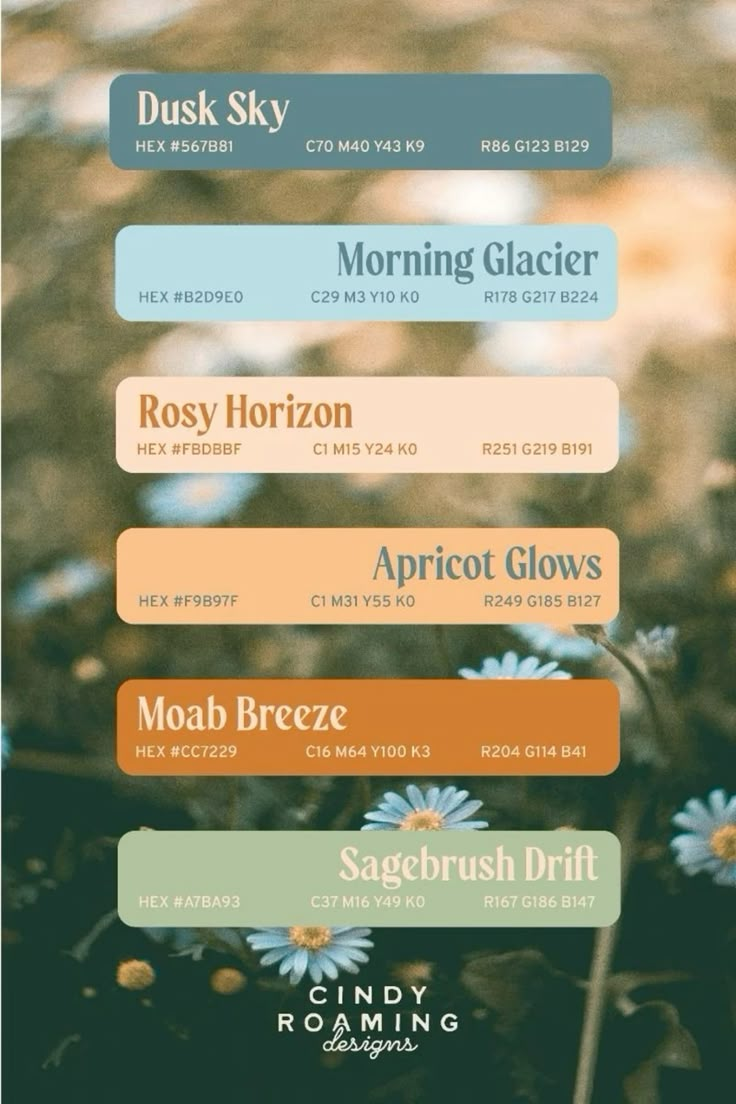 Dusk Sky
HEX #567B81 C70 M40 Y43 K9 R86 G123 B129
Morning Glacier
HEX #B2D9E0 C29 M3 Y10 K0 R178 G217 B224
Rosy Horizon
HEX #FBDBBF C1 M15 Y24 K0 R251 G219 B191
Apricot Glows
HEX #F9B97F C1 M31 Y55 K0 R249 G185 B127
Moab Breeze
HEX #CC7229 C16 M64 Y100 K3 R204 G114 B41
Sagebrush Drift
HEX #A7BA93 C37 M16 Y49 K0 R167 G186 B147
CINDY
ROAMING
designs